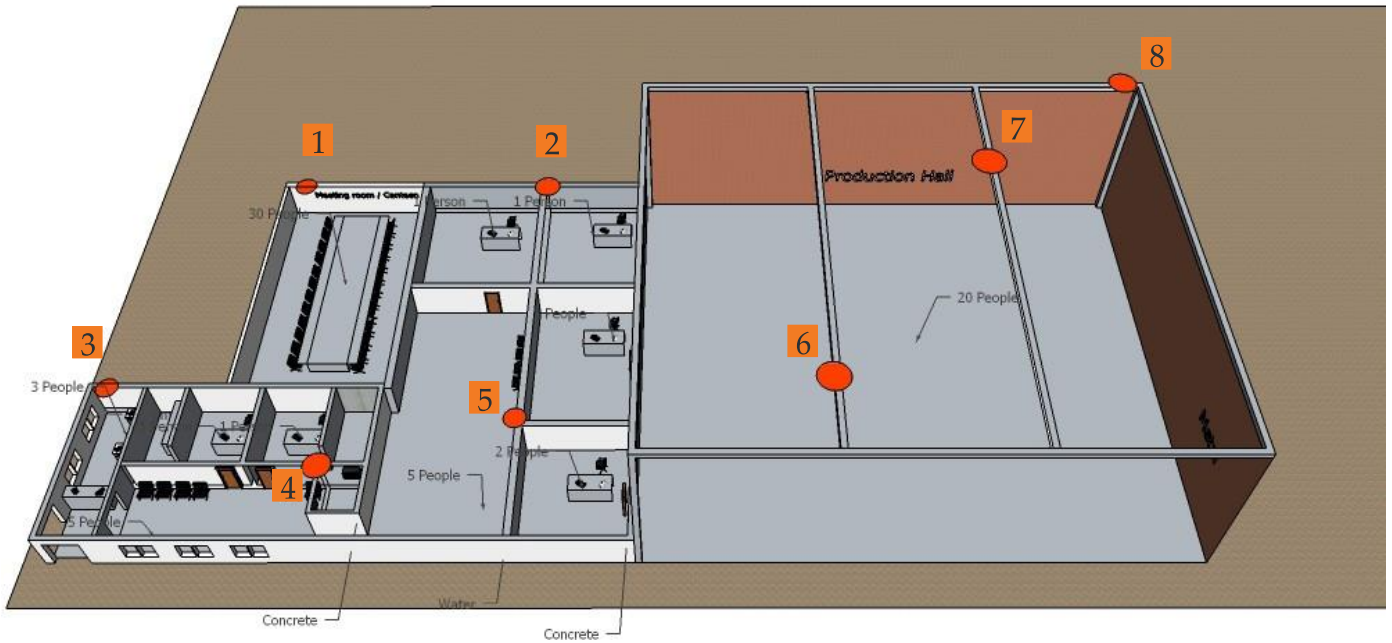 8
7
1
2
Meeting room / Canteen
Production Hall
1 Person
1 Person
30 People
20 People
People
3
6
3 People
5
2 People
4
5 People
5 People
Water
Concrete
Concrete